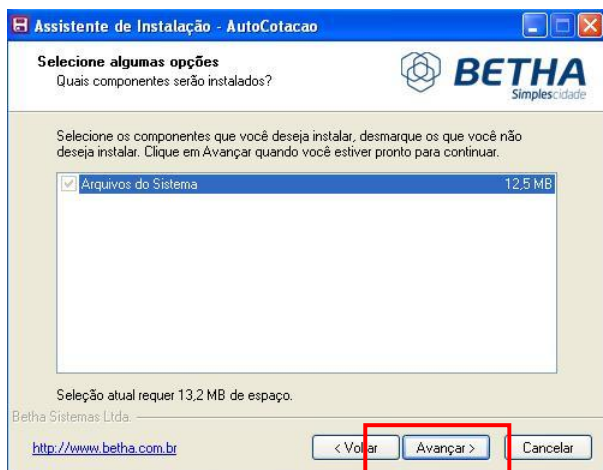 Assistente de Instalação - AutoCotacao
Selecione algumas opções
Quais componentes serão instalados?
BETHA
Simplescidade
Selecione os componentes que você deseja instalar, desmarque os que você não
deseja instalar. Clique em Avançar quando você estiver pronto para continuar.
Arquivos do Sistema 12,5 MB
Seleção atual requer 13,2 MB de espaço.
Betha Sistemas Ltda.
http://www.betha.com.br < Voltar Avançar > Cancelar